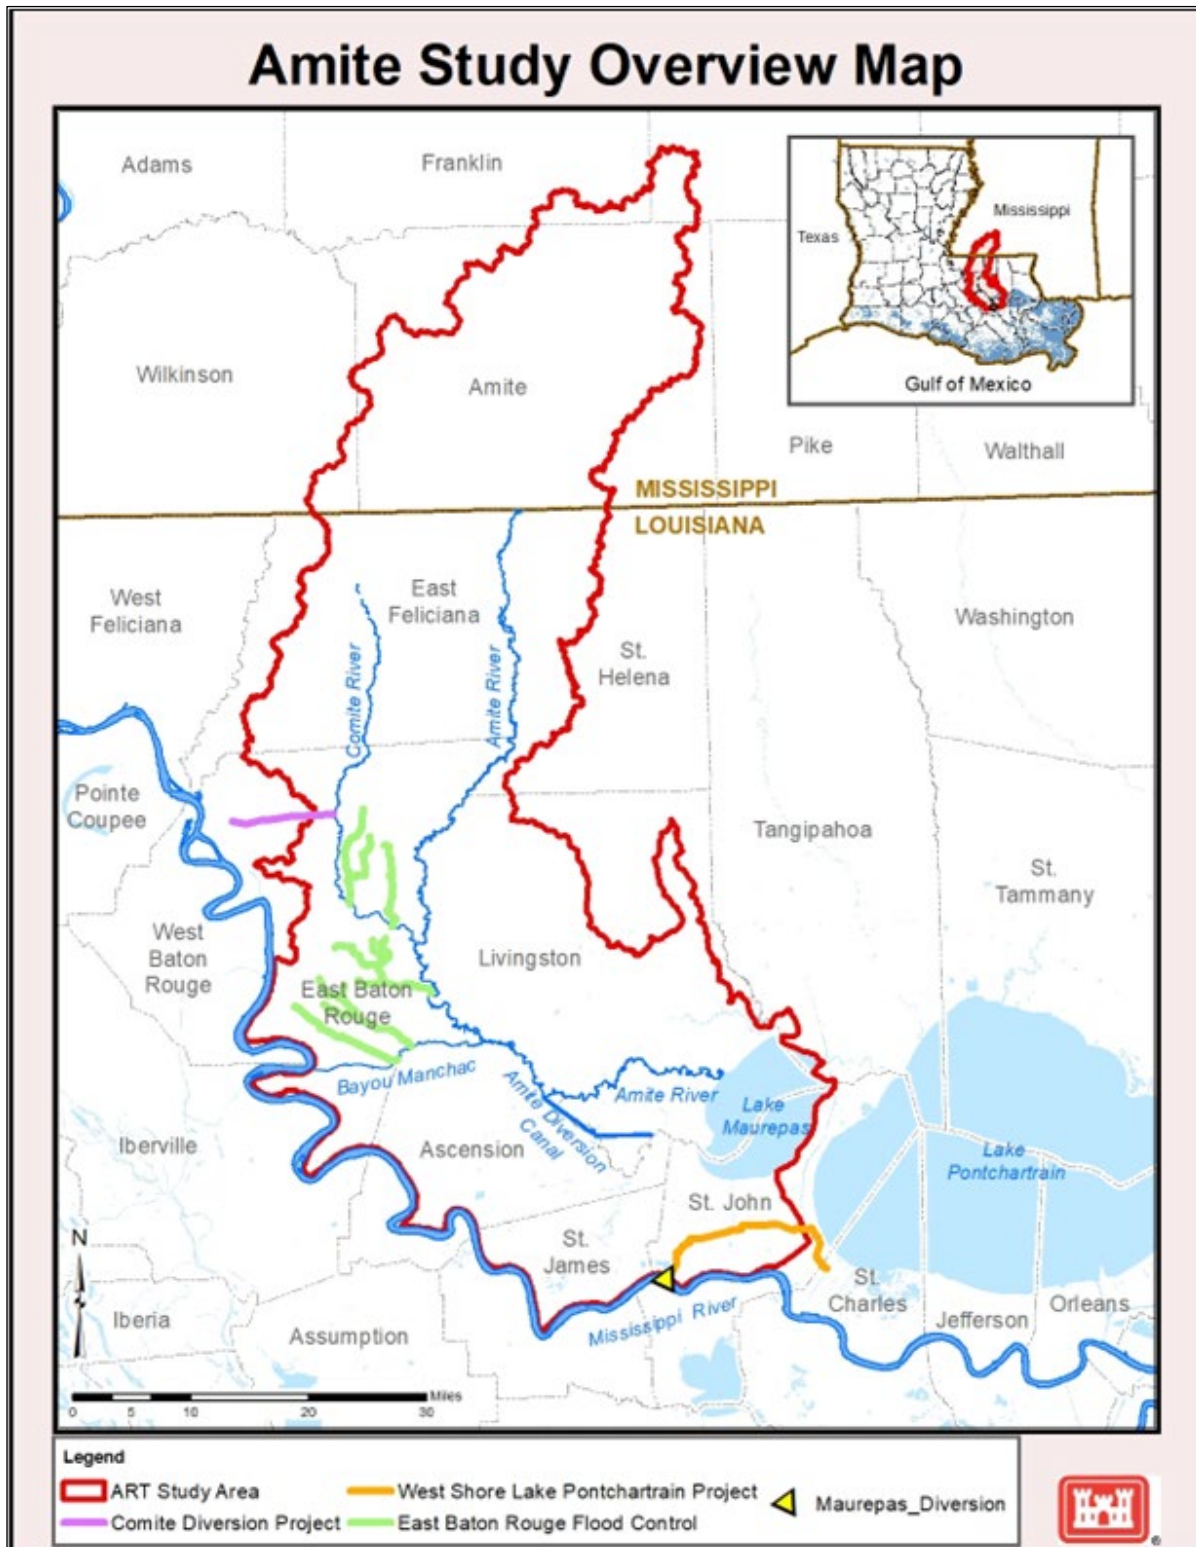 Amite Study Overview Map
Adams
Franklin
Mississippi
Texas
Gulf of Mexico
Wilkinson
Amite
Pike
Walthall
MISSISSIPPI
LOUISIANA
West
Feliciana
East
Feliciana
Washington
St.
Helena
Comite River
Amite River
Pointe
Coupee
Tangipahoa
St.
Tammany
West
Baton
Rouge
Livingston
East Baton
Rouge
Bayou Manchac
Amite River
Amite Diversion
Canal
Lake
Maurepas
Iberville
Ascension
Lake
Pontchartrain
St. John
N
St.
James
St.
Charles
Orleans
Iberia
Assumption
Mississippi River
Jefferson
Miles
0 5 10 20 30
Legend
ART Study Area
West Shore Lake Pontchartrain Project
Maurepas_Diversion
Comite Diversion Project
East Baton Rouge Flood Control
®